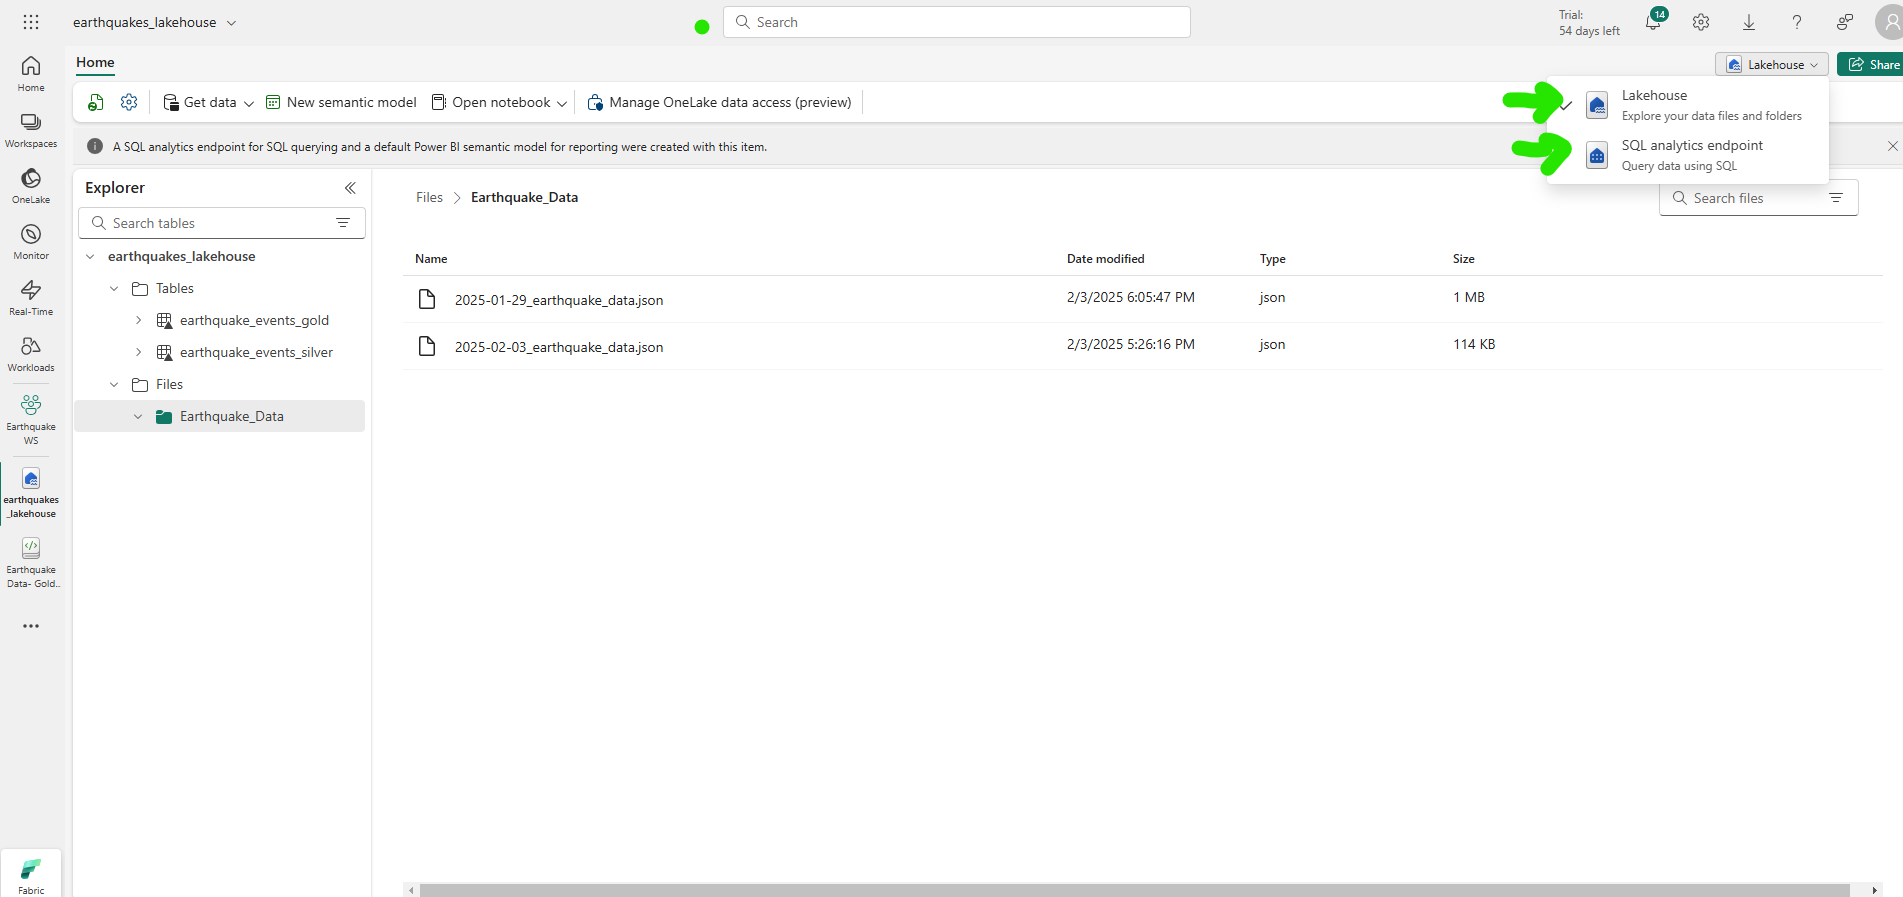 earthquakes_lakehouse
Search
Trial:
54 days left
14
Home
Lakehouse
Share
Get data
New semantic model
Open notebook
Manage OneLake data access (preview)
Lakehouse
Explore your data files and folders
SQL analytics endpoint
Query data using SQL
A SQL analytics endpoint for SQL querying and a default Power BI semantic model for reporting were created with this item.
Home
Workspaces
OneLake
Monitor
Real-Time
Workloads
Earthquake
WS
earthquakes
_lakehouse
Earthquake
Data- Gold..
Fabric
Explorer
Search tables
earthquakes_lakehouse
Tables
earthquake_events_gold
earthquake_events_silver
Files
Earthquake_Data
Files > Earthquake_Data
Search files
Name Date modified Type Size
2025-01-29_earthquake_data.json 2/3/2025 6:05:47 PM json 1 MB
2025-02-03_earthquake_data.json 2/3/2025 5:26:16 PM json 114 KB